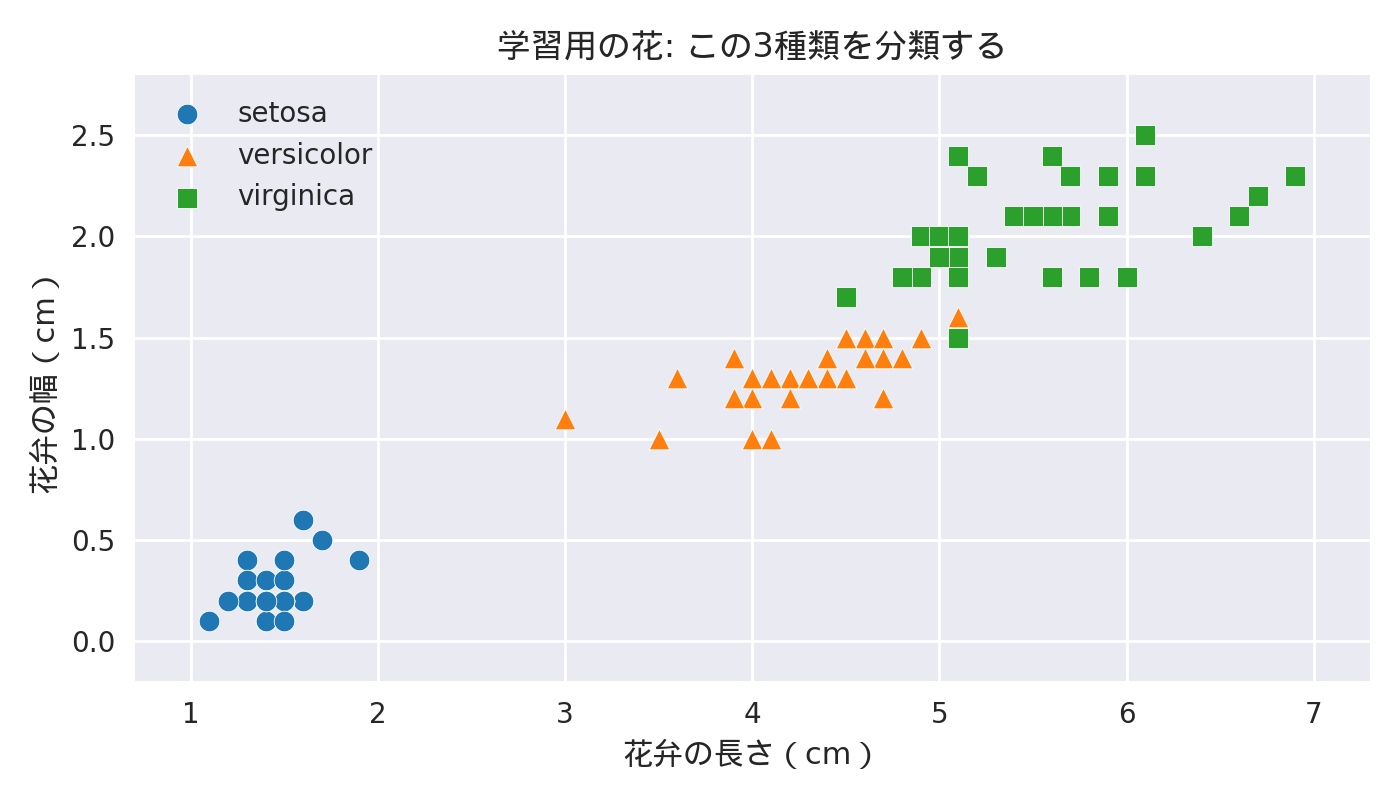 学習用の花: この3種類を分類する
setosa
versicolor
virginica
花弁の幅（cm）
2.5
2.0
1.5
1.0
0.5
0.0
1 2 3 4 5 6 7
花弁の長さ（cm）